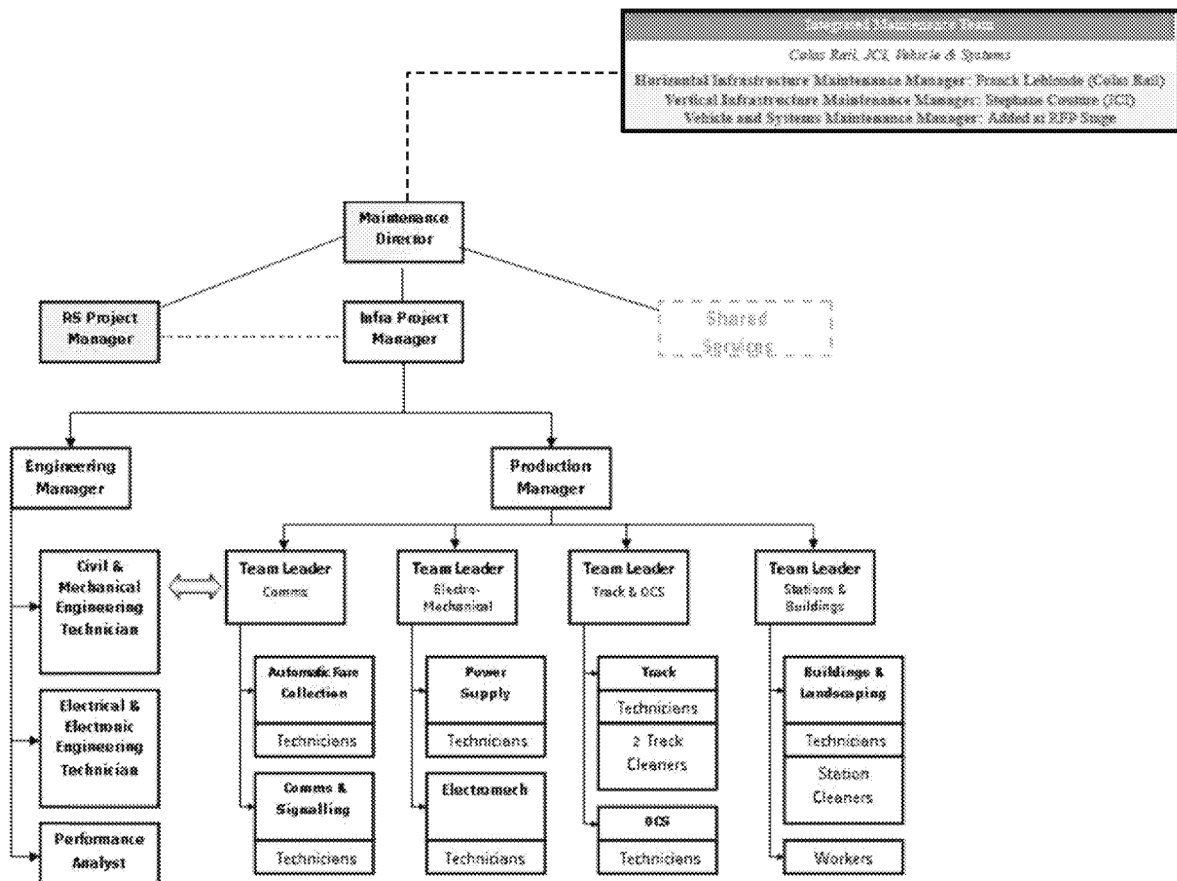 Integrated Maintenance Team
Colas Rail, JCI, Vehicle & Systems
Horizontal Infrastructure Maintenance Manager: Franck Leblonde (Colas Rail)
Vertical Infrastructure Maintenance Manager: Stephane Couture (JCI)
Vehicle and Systems Maintenance Manager: Added at RFP Stage
Maintenance
Director
RS Project
Manager
Infra Project
Manager
Shared
Services
Engineering
Manager
Production
Manager
Civil &
Mechanical
Engineering
Technician
Team Leader
Comms
Team Leader
Electro-
Mechanical
Team Leader
Track & OCS
Team Leader
Stations &
Buildings
Electrical &
Electronic
Engineering
Technician
Performance
Analyst
Automatic Fare
Collection
Technicians
Comms &
Signalling
Technicians
Power
Supply
Technicians
Electromech
Technicians
Track
Technicians
2 Track
Cleaners
OCS
Technicians
Buildings &
Landscaping
Technicians
Station
Cleaners
Workers